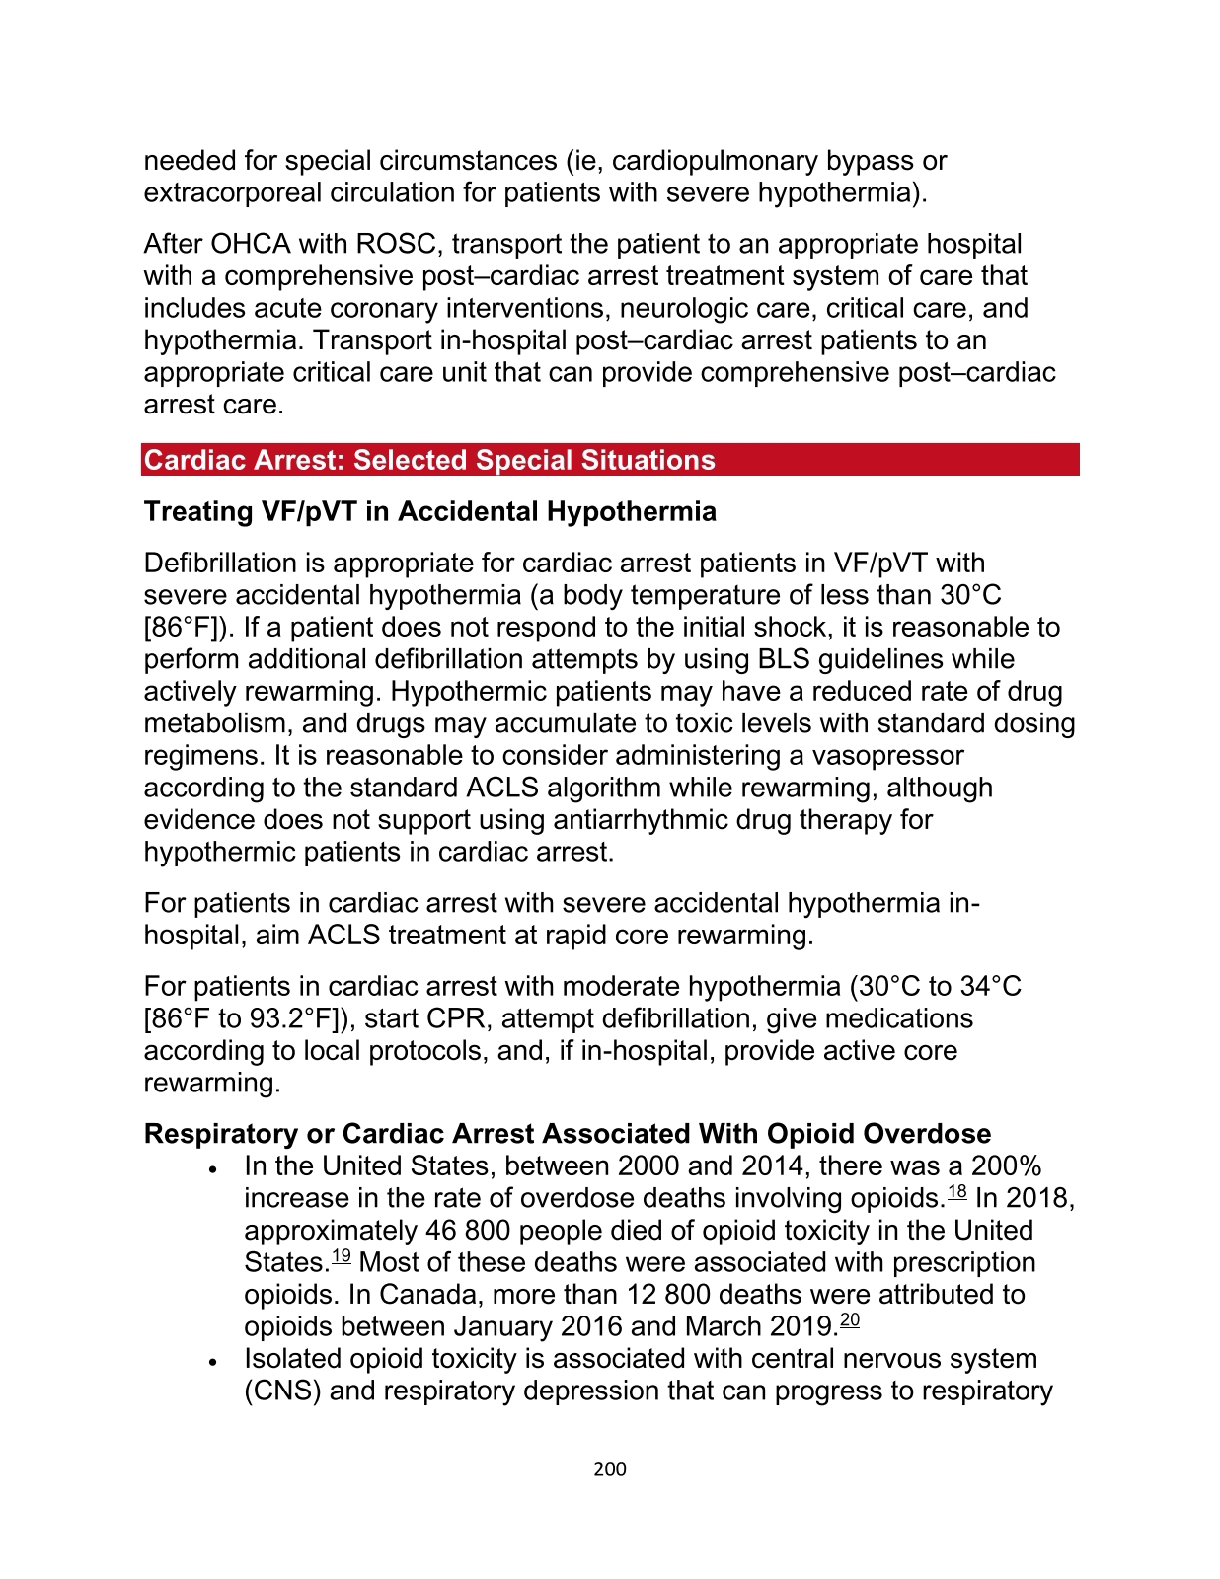 needed for special circumstances (ie, cardiopulmonary bypass or
extracorporeal circulation for patients with severe hypothermia).
After OHCA with ROSC, transport the patient to an appropriate hospital
with a comprehensive post–cardiac arrest treatment system of care that
includes acute coronary interventions, neurologic care, critical care, and
hypothermia. Transport in-hospital post–cardiac arrest patients to an
appropriate critical care unit that can provide comprehensive post–cardiac
arrest care.
Cardiac Arrest: Selected Special Situations
Treating VF/pVT in Accidental Hypothermia
Defibrillation is appropriate for cardiac arrest patients in VF/pVT with
severe accidental hypothermia (a body temperature of less than 30°C
[86°F]). If a patient does not respond to the initial shock, it is reasonable to
perform additional defibrillation attempts by using BLS guidelines while
actively rewarming. Hypothermic patients may have a reduced rate of drug
metabolism, and drugs may accumulate to toxic levels with standard dosing
regimens. It is reasonable to consider administering a vasopressor
according to the standard ACLS algorithm while rewarming, although
evidence does not support using antiarrhythmic drug therapy for
hypothermic patients in cardiac arrest.
For patients in cardiac arrest with severe accidental hypothermia in-
hospital, aim ACLS treatment at rapid core rewarming.
For patients in cardiac arrest with moderate hypothermia (30°C to 34°C
[86°F to 93.2°F]), start CPR, attempt defibrillation, give medications
according to local protocols, and, if in-hospital, provide active core
rewarming.
Respiratory or Cardiac Arrest Associated With Opioid Overdose
• In the United States, between 2000 and 2014, there was a 200%
increase in the rate of overdose deaths involving opioids.18 In 2018,
approximately 46 800 people died of opioid toxicity in the United
States.19 Most of these deaths were associated with prescription
opioids. In Canada, more than 12 800 deaths were attributed to
opioids between January 2016 and March 2019.20
• Isolated opioid toxicity is associated with central nervous system
(CNS) and respiratory depression that can progress to respiratory
200